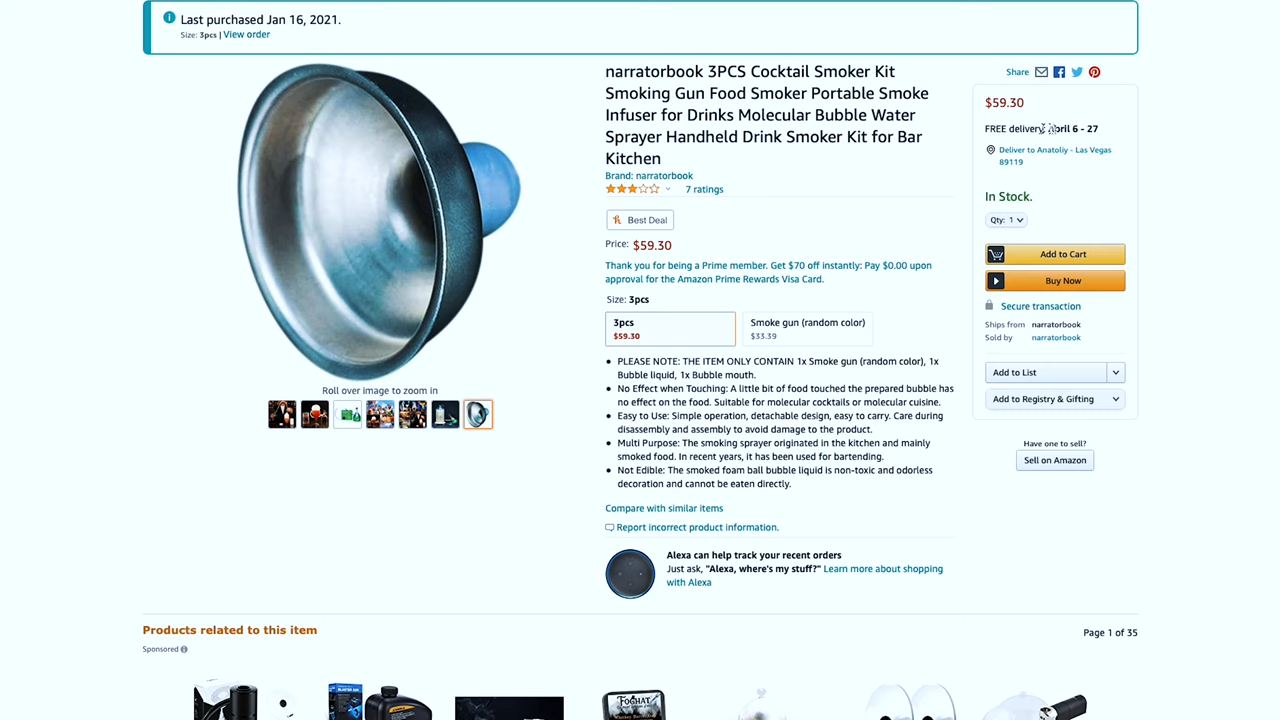 Last purchased Jan 16, 2021.
Size: 3pcs | View order
narratorbook 3PCS Cocktail Smoker Kit
Smoking Gun Food Smoker Portable Smoke
Infuser for Drinks Molecular Bubble Water
Sprayer Handheld Drink Smoker Kit for Bar
Kitchen
Brand: narratorbook
7 ratings
Best Deal
Price: $59.30
Thank you for being a Prime member. Get $70 off instantly: Pay $0.00 upon
approval for the Amazon Prime Rewards Visa Card.
Size: 3pcs
3pcs
$59.30
Smoke gun (random color)
$33.39
PLEASE NOTE: THE ITEM ONLY CONTAIN 1x Smoke gun (random color), 1x
Bubble liquid, 1x Bubble mouth.
No Effect when Touching: A little bit of food touched the prepared bubble has
no effect on the food. Suitable for molecular cocktails or molecular cuisine.
Easy to Use: Simple operation, detachable design, easy to carry. Care during
disassembly and assembly to avoid damage to the product.
Multi Purpose: The smoking sprayer originated in the kitchen and mainly
smoked food. In recent years, it has been used for bartending.
Not Edible: The smoked foam ball bubble liquid is non-toxic and odorless
decoration and cannot be eaten directly.
Compare with similar items
Report incorrect product information.
Alexa can help track your recent orders
Just ask, "Alexa, where's my stuff?" Learn more about shopping
with Alexa
Roll over image to zoom in
Share
$59.30
FREE delivery: April 6 - 27
Deliver to Anatoliy - Las Vegas
89119
In Stock.
Qty: 1
Add to Cart
Buy Now
Secure transaction
Ships from narratorbook
Sold by narratorbook
Add to List
Add to Registry & Gifting
Have one to sell?
Sell on Amazon
Products related to this item
Page 1 of 35
Sponsored
FOGHAT